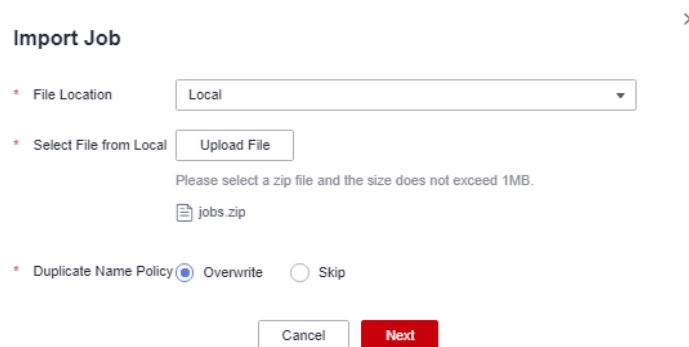 Import Job
* File Location Local
* Select File from Local Upload File
Please select a zip file and the size does not exceed 1MB.
jobs.zip
* Duplicate Name Policy Overwrite Skip
Cancel Next